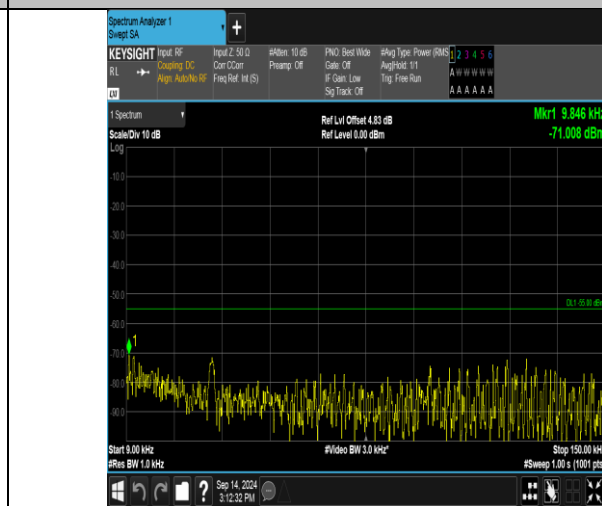 Spectrum Analyzer 1
Swept SA
+
KEYSIGHT Input: RF Input Z: 50 Ω #Atten: 10 dB PNO: Best Wide #Avg Type: Power (RMS 1 2 3 4 5 6
RL Coupling: DC Corr CCorr Preamp: Off Gate: Off Avg|Hold: 1/1 A W W W W W
Align: Auto/No RF Freq Ref: Int (S) IF Gain: Low Trig: Free Run
Sig Track: Off A A A A A A
1 Spectrum Ref Lvl Offset 4.83 dB Mkr1 9.846 kHz
Scale/Div 10 dB Ref Level 0.00 dBm -71.008 dBm
Log
-10.0
-20.0
-30.0
-40.0
-50.0
DL1 -55.00 dBm
-60.0
1
-70.0
-80.0
-90.0
Start 9.00 kHz #Video BW 3.0 kHz* Stop 150.00 kHz
#Res BW 1.0 kHz #Sweep 1.00 s (1001 pts
? Sep 14, 2024
3:12:32 PM